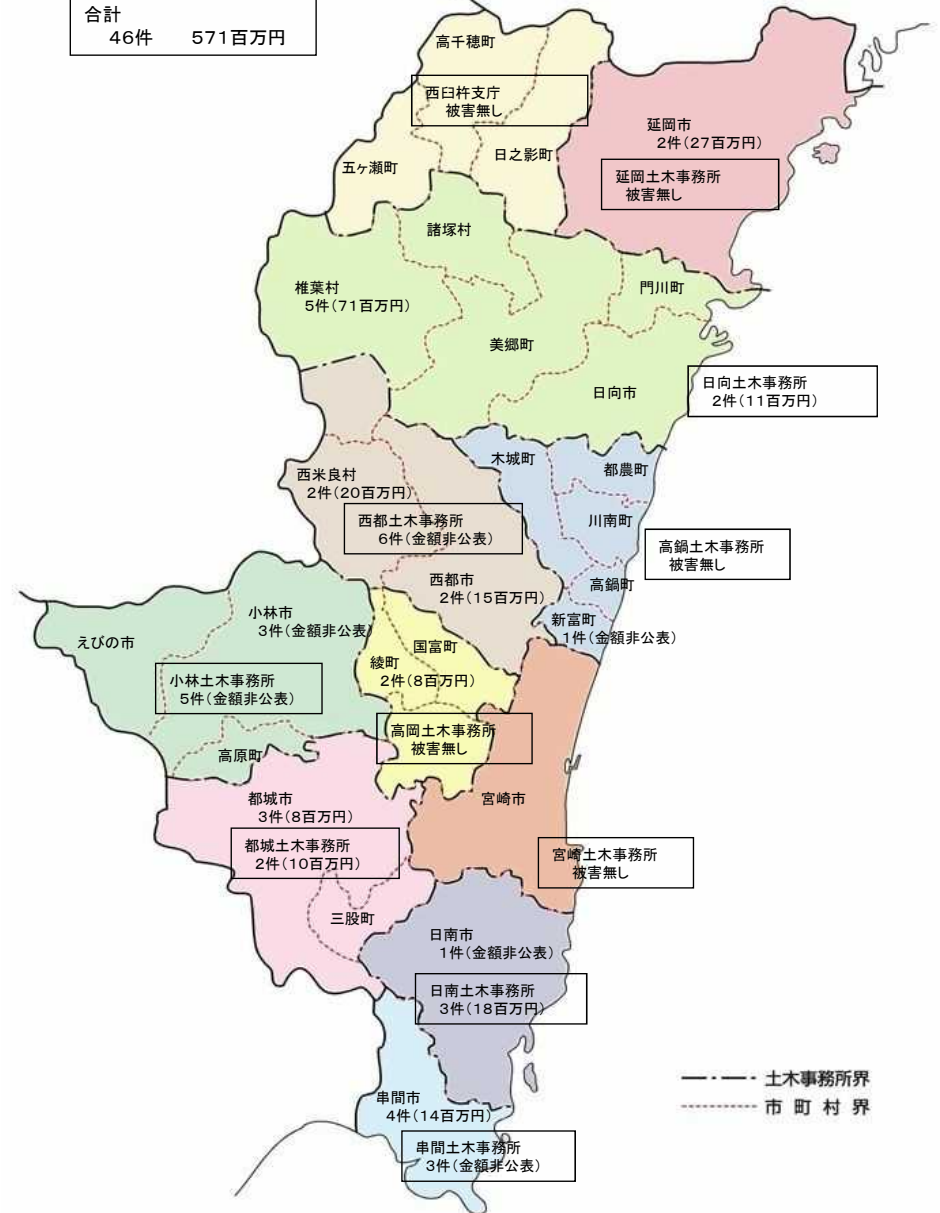 合計
46件 571百万円
高千穂町
西臼杵支庁
被害無し
延岡市
2件(27百万円)
日之影町
五ヶ瀬町
延岡土木事務所
被害無し
諸塚村
椎葉村
5件(71百万円)
門川町
美郷町
日向市
日向土木事務所
2件(11百万円)
木城町
都農町
西米良村
2件(20百万円)
西都土木事務所
6件(金額非公表)
川南町
高鍋土木事務所
被害無し
西都市
2件(15百万円)
高鍋町
新富町
1件(金額非公表)
小林市
3件(金額非公表)
えびの市
国富町
綾町
2件(8百万円)
小林土木事務所
5件(金額非公表)
高岡土木事務所
被害無し
高原町
都城市
3件(8百万円)
宮崎市
都城土木事務所
2件(10百万円)
宮崎土木事務所
被害無し
三股町
日南市
1件(金額非公表)
日南土木事務所
3件(18百万円)
土木事務所界
市町村界
串間市
4件(14百万円)
串間土木事務所
3件(金額非公表)